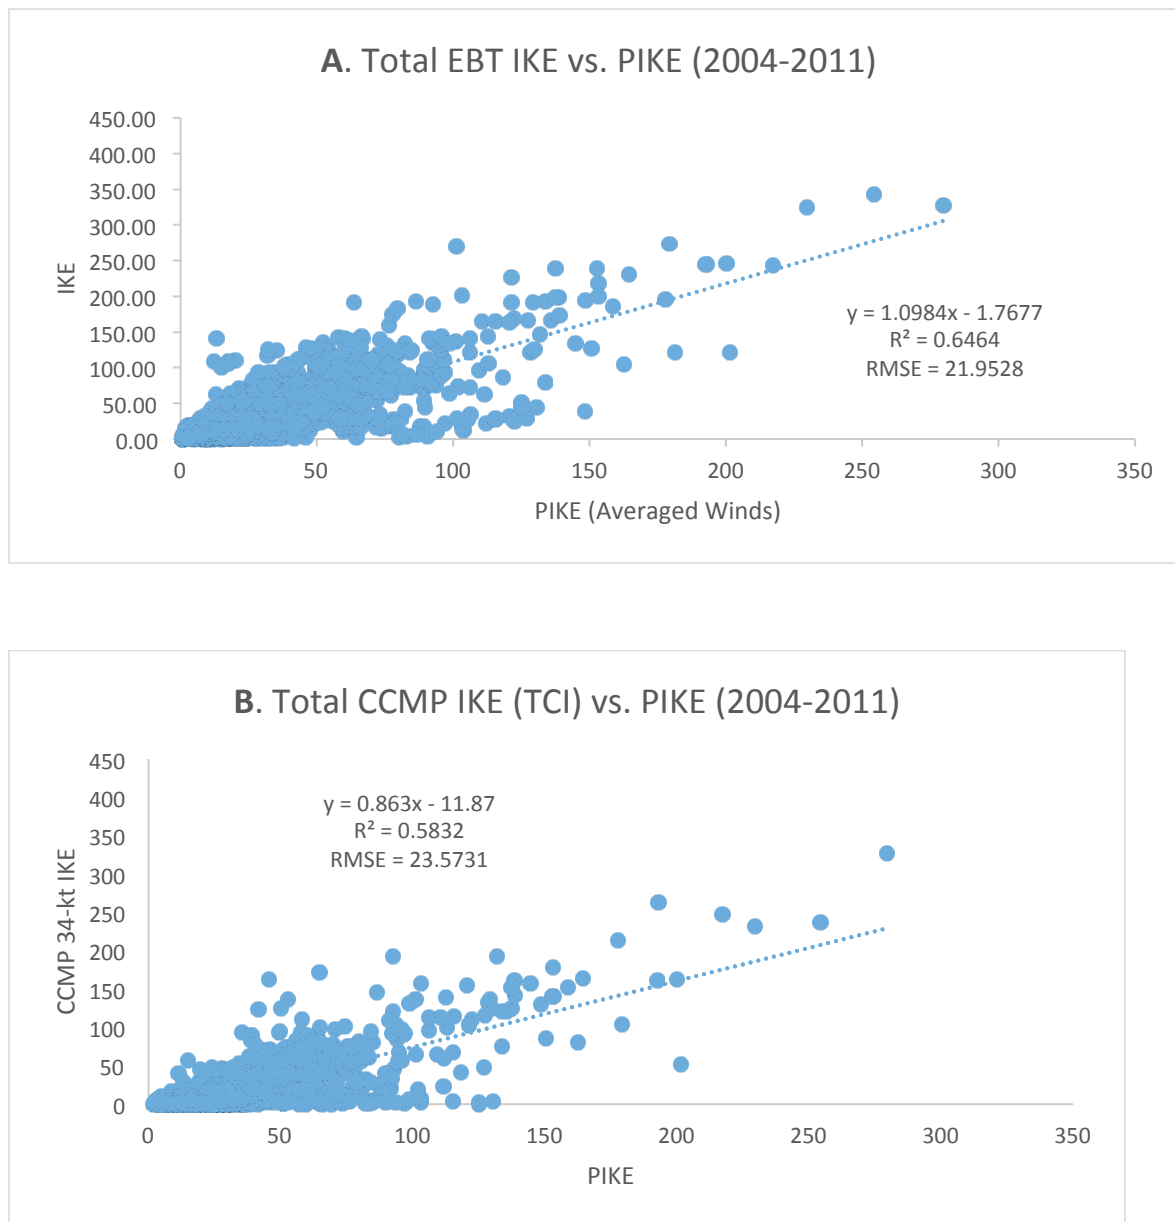 A. Total EBT IKE vs. PIKE (2004-2011)
450.00
400.00
350.00
300.00
250.00
200.00
150.00
100.00
50.00
0.00
IKE
y = 1.0984x - 1.7677
R² = 0.6464
RMSE = 21.9528
0 50 100 150 200 250 300 350
PIKE (Averaged Winds)
B. Total CCMP IKE (TCI) vs. PIKE (2004-2011)
450
400
350
300
250
200
150
100
50
0
CCMP 34-kt IKE
y = 0.863x - 11.87
R² = 0.5832
RMSE = 23.5731
0 50 100 150 200 250 300 350
PIKE